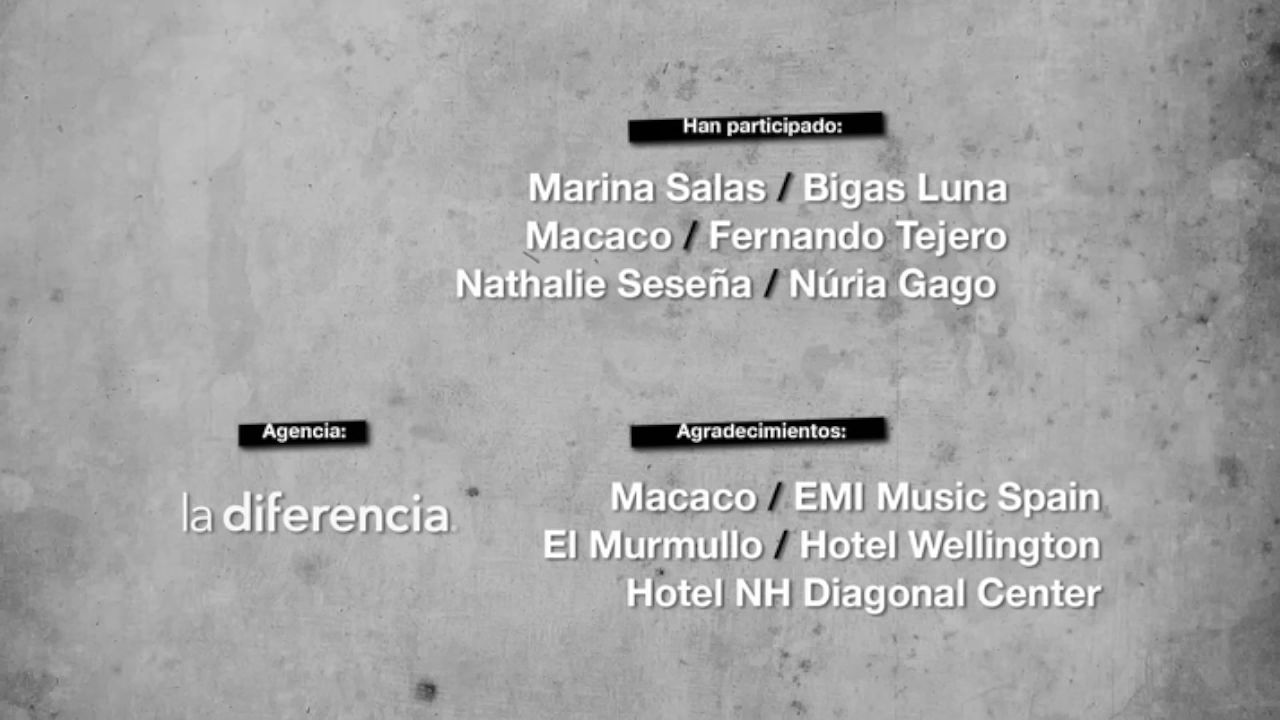 Han participado:
Marina Salas / Bigas Luna
Macaco / Fernando Tejero
Nathalie Seseña / Núria Gago
Agencia:
la diferencia
Agradecimientos:
Macaco / EMI Music Spain
El Murmullo / Hotel Wellington
Hotel NH Diagonal Center